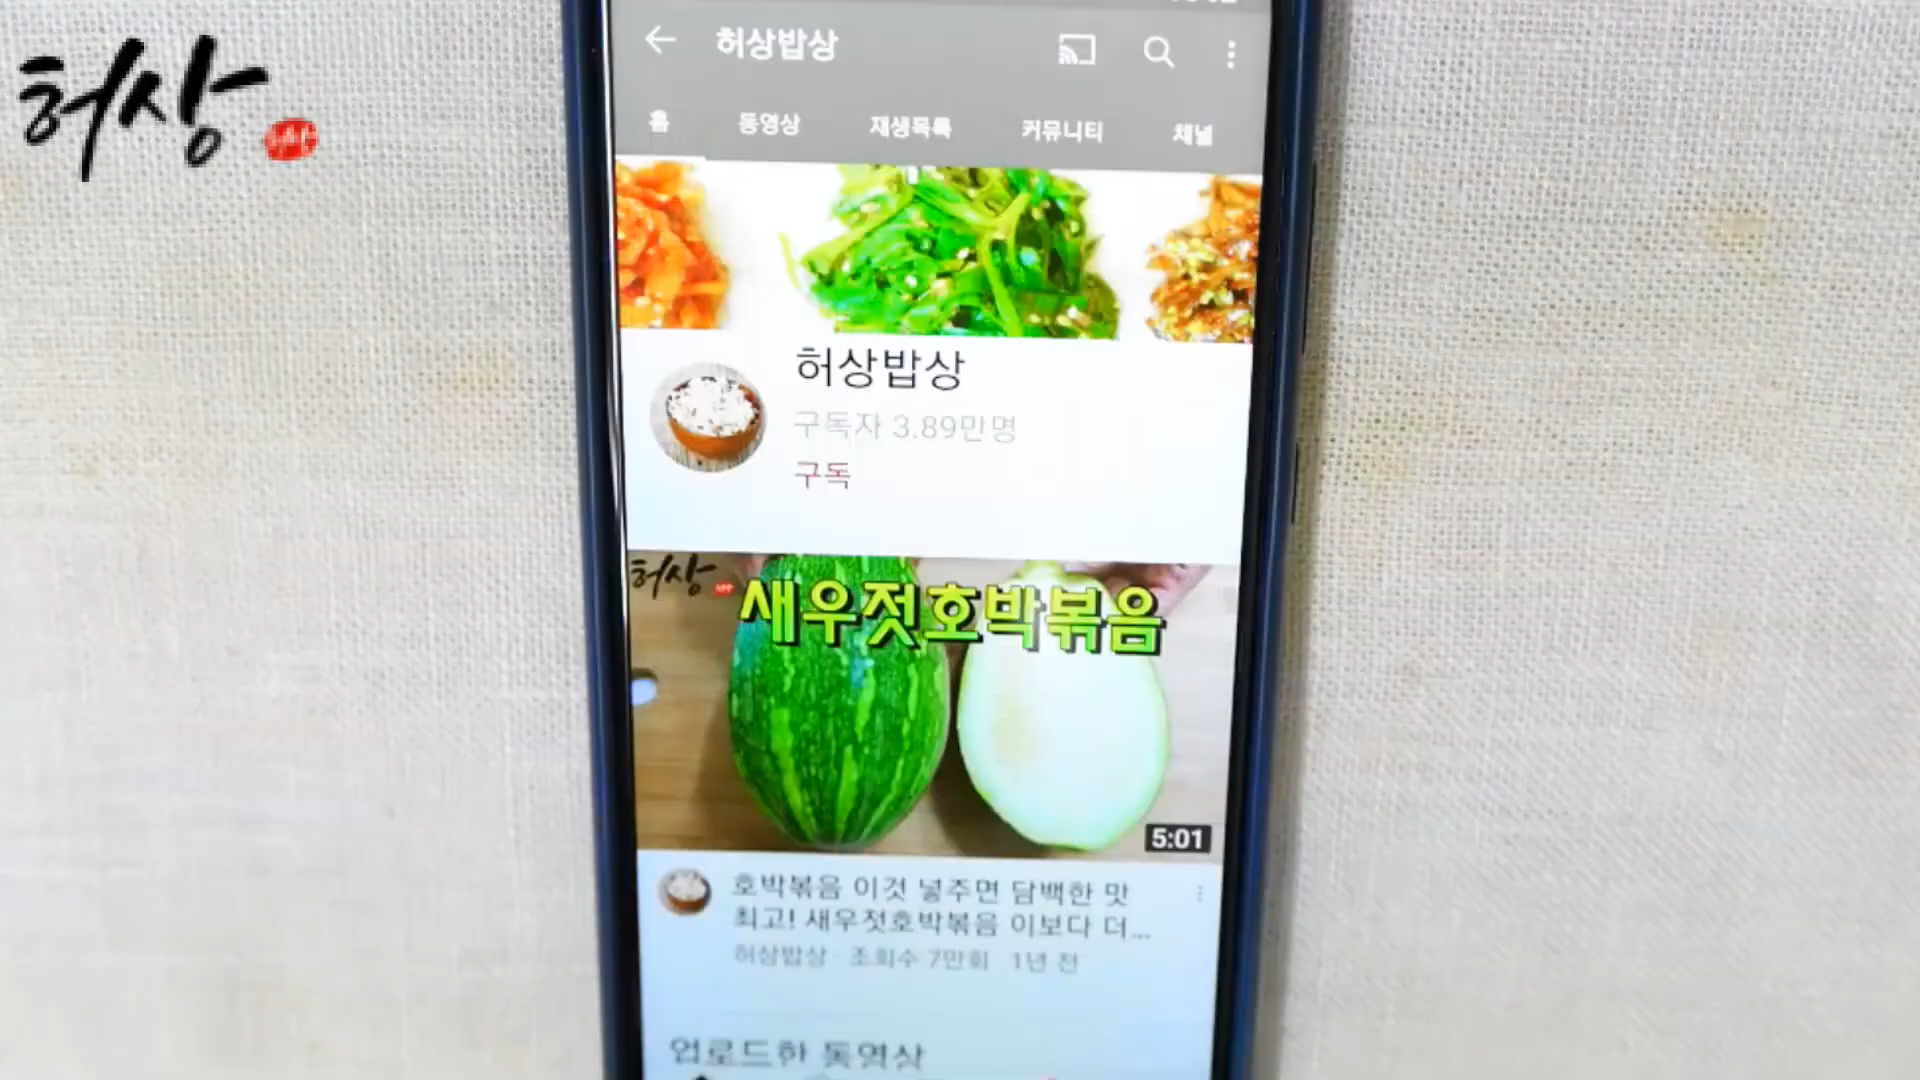 허상
허상밥상
홈 동영상 재생목록 커뮤니티 채널
허상밥상
구독자 3.89만명
구독
허상
새우젓호박볶음
5:01
호박볶음 이것 넣주면 담백한 맛
최고! 새우젓호박볶음 이보다 더...
허상밥상 · 조회수 7만회 · 1년 전
업로드한 동영상